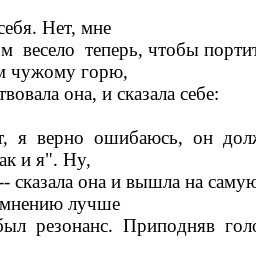 себя. Нет, мне
м весело теперь, чтобы портит
м чужому горю,
твовала она, и сказала себе:
т, я верно ошибаюсь, он долж
ак и я". Ну,
-- сказала она и вышла на самую
мнению лучше
был резонанс. Приподняв голо